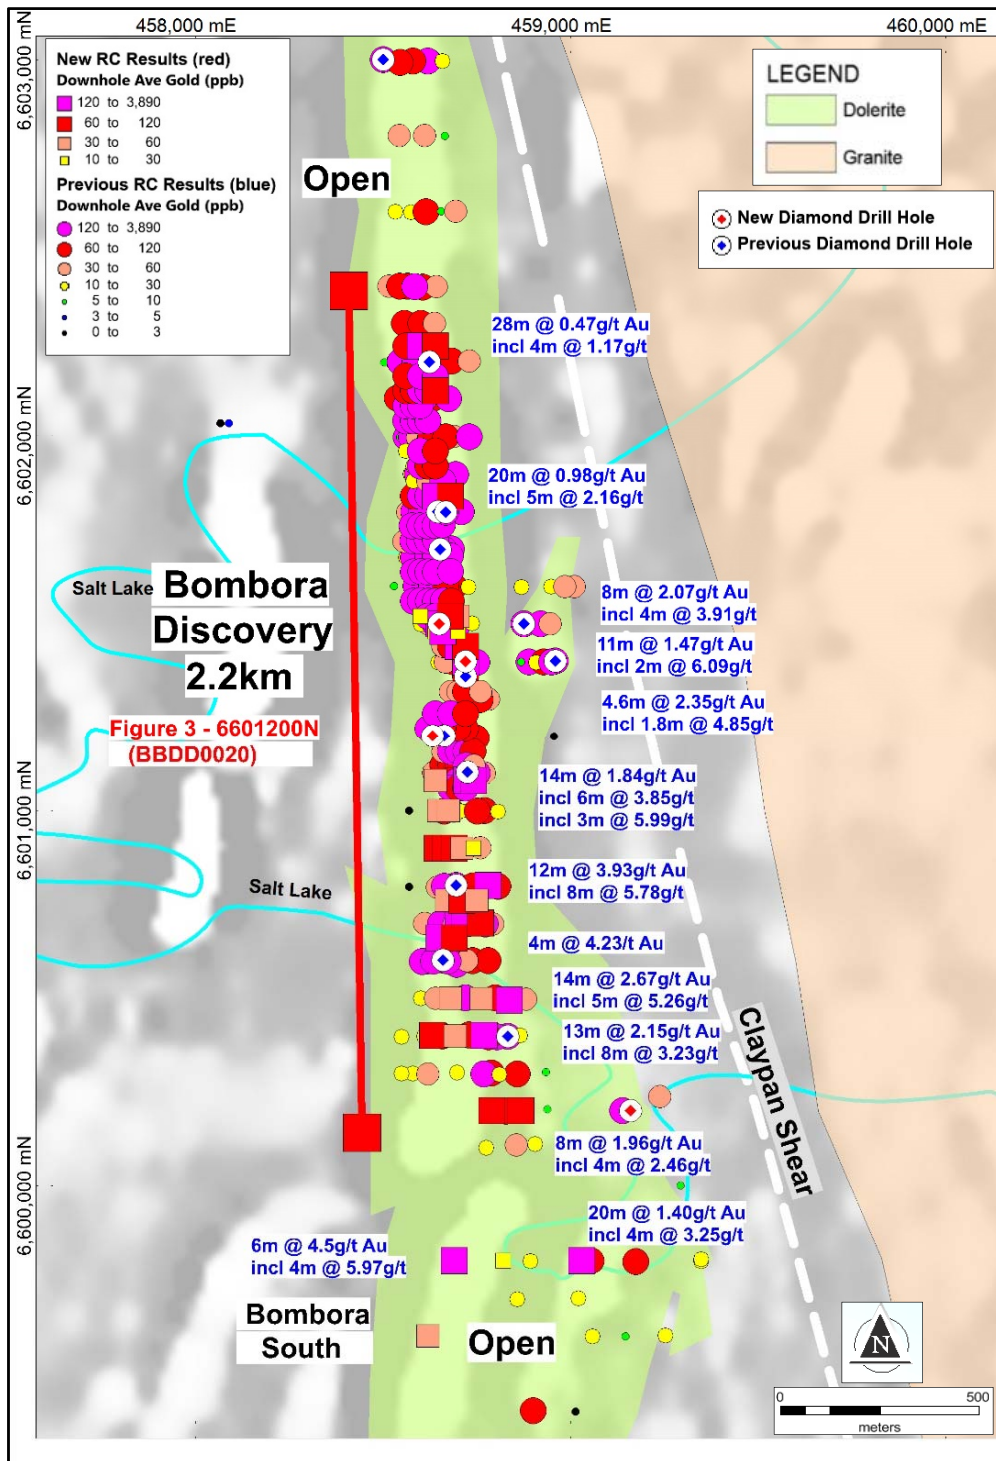 458,000 mE
459,000 mE
460,000 mE
6,603,000 mN
6,602,000 mN
6,601,000 mN
6,600,000 mN
New RC Results (red)
Downhole Ave Gold (ppb)
120 to 3,890
60 to 120
30 to 60
10 to 30
Previous RC Results (blue)
Downhole Ave Gold (ppb)
120 to 3,890
60 to 120
30 to 60
10 to 30
5 to 10
3 to 5
0 to 3
LEGEND
Dolerite
Granite
New Diamond Drill Hole
Previous Diamond Drill Hole
Open
28m @ 0.47g/t Au
incl 4m @ 1.17g/t
20m @ 0.98g/t Au
incl 5m @ 2.16g/t
Salt Lake
Bombora
Discovery
2.2km
8m @ 2.07g/t Au
incl 4m @ 3.91g/t
11m @ 1.47g/t Au
incl 2m @ 6.09g/t
4.6m @ 2.35g/t Au
incl 1.8m @ 4.85g/t
Figure 3 - 6601200N
(BBDD0020)
14m @ 1.84g/t Au
incl 6m @ 3.85g/t
incl 3m @ 5.99g/t
12m @ 3.93g/t Au
incl 8m @ 5.78g/t
Salt Lake
4m @ 4.23/t Au
14m @ 2.67g/t Au
incl 5m @ 5.26g/t
13m @ 2.15g/t Au
incl 8m @ 3.23g/t
Claypan Shear
8m @ 1.96g/t Au
incl 4m @ 2.46g/t
20m @ 1.40g/t Au
incl 4m @ 3.25g/t
6m @ 4.5g/t Au
incl 4m @ 5.97g/t
Bombora
South
Open
N
0 500
meters